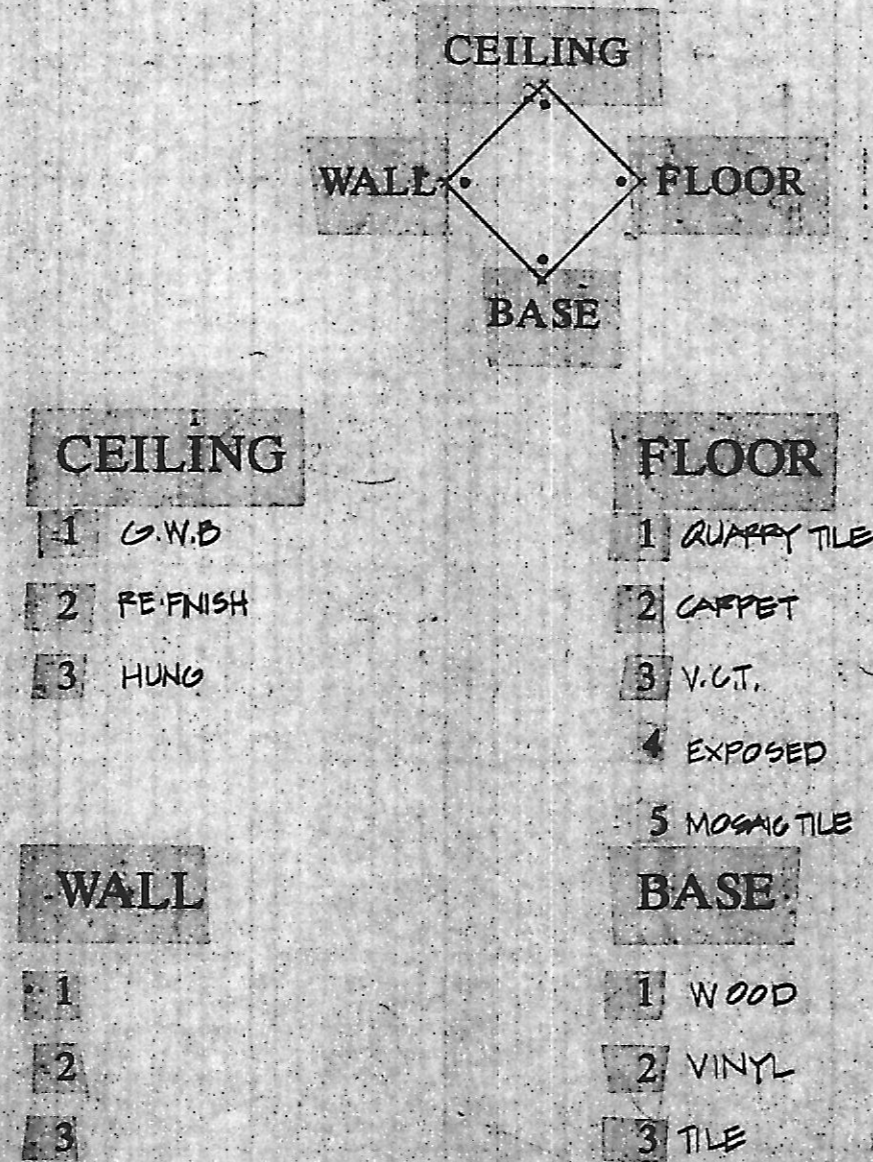 CEILING
WALL
FLOOR
BASE
CEILING
1 G.W.B
2 RE·FINISH
3 HUNG
FLOOR
1 QUARRY TILE
2 CARPET
3 V.C.T.
4 EXPOSED
5 MOSAIC TILE
WALL
1
2
3
BASE
1 WOOD
2 VINYL
3 TILE